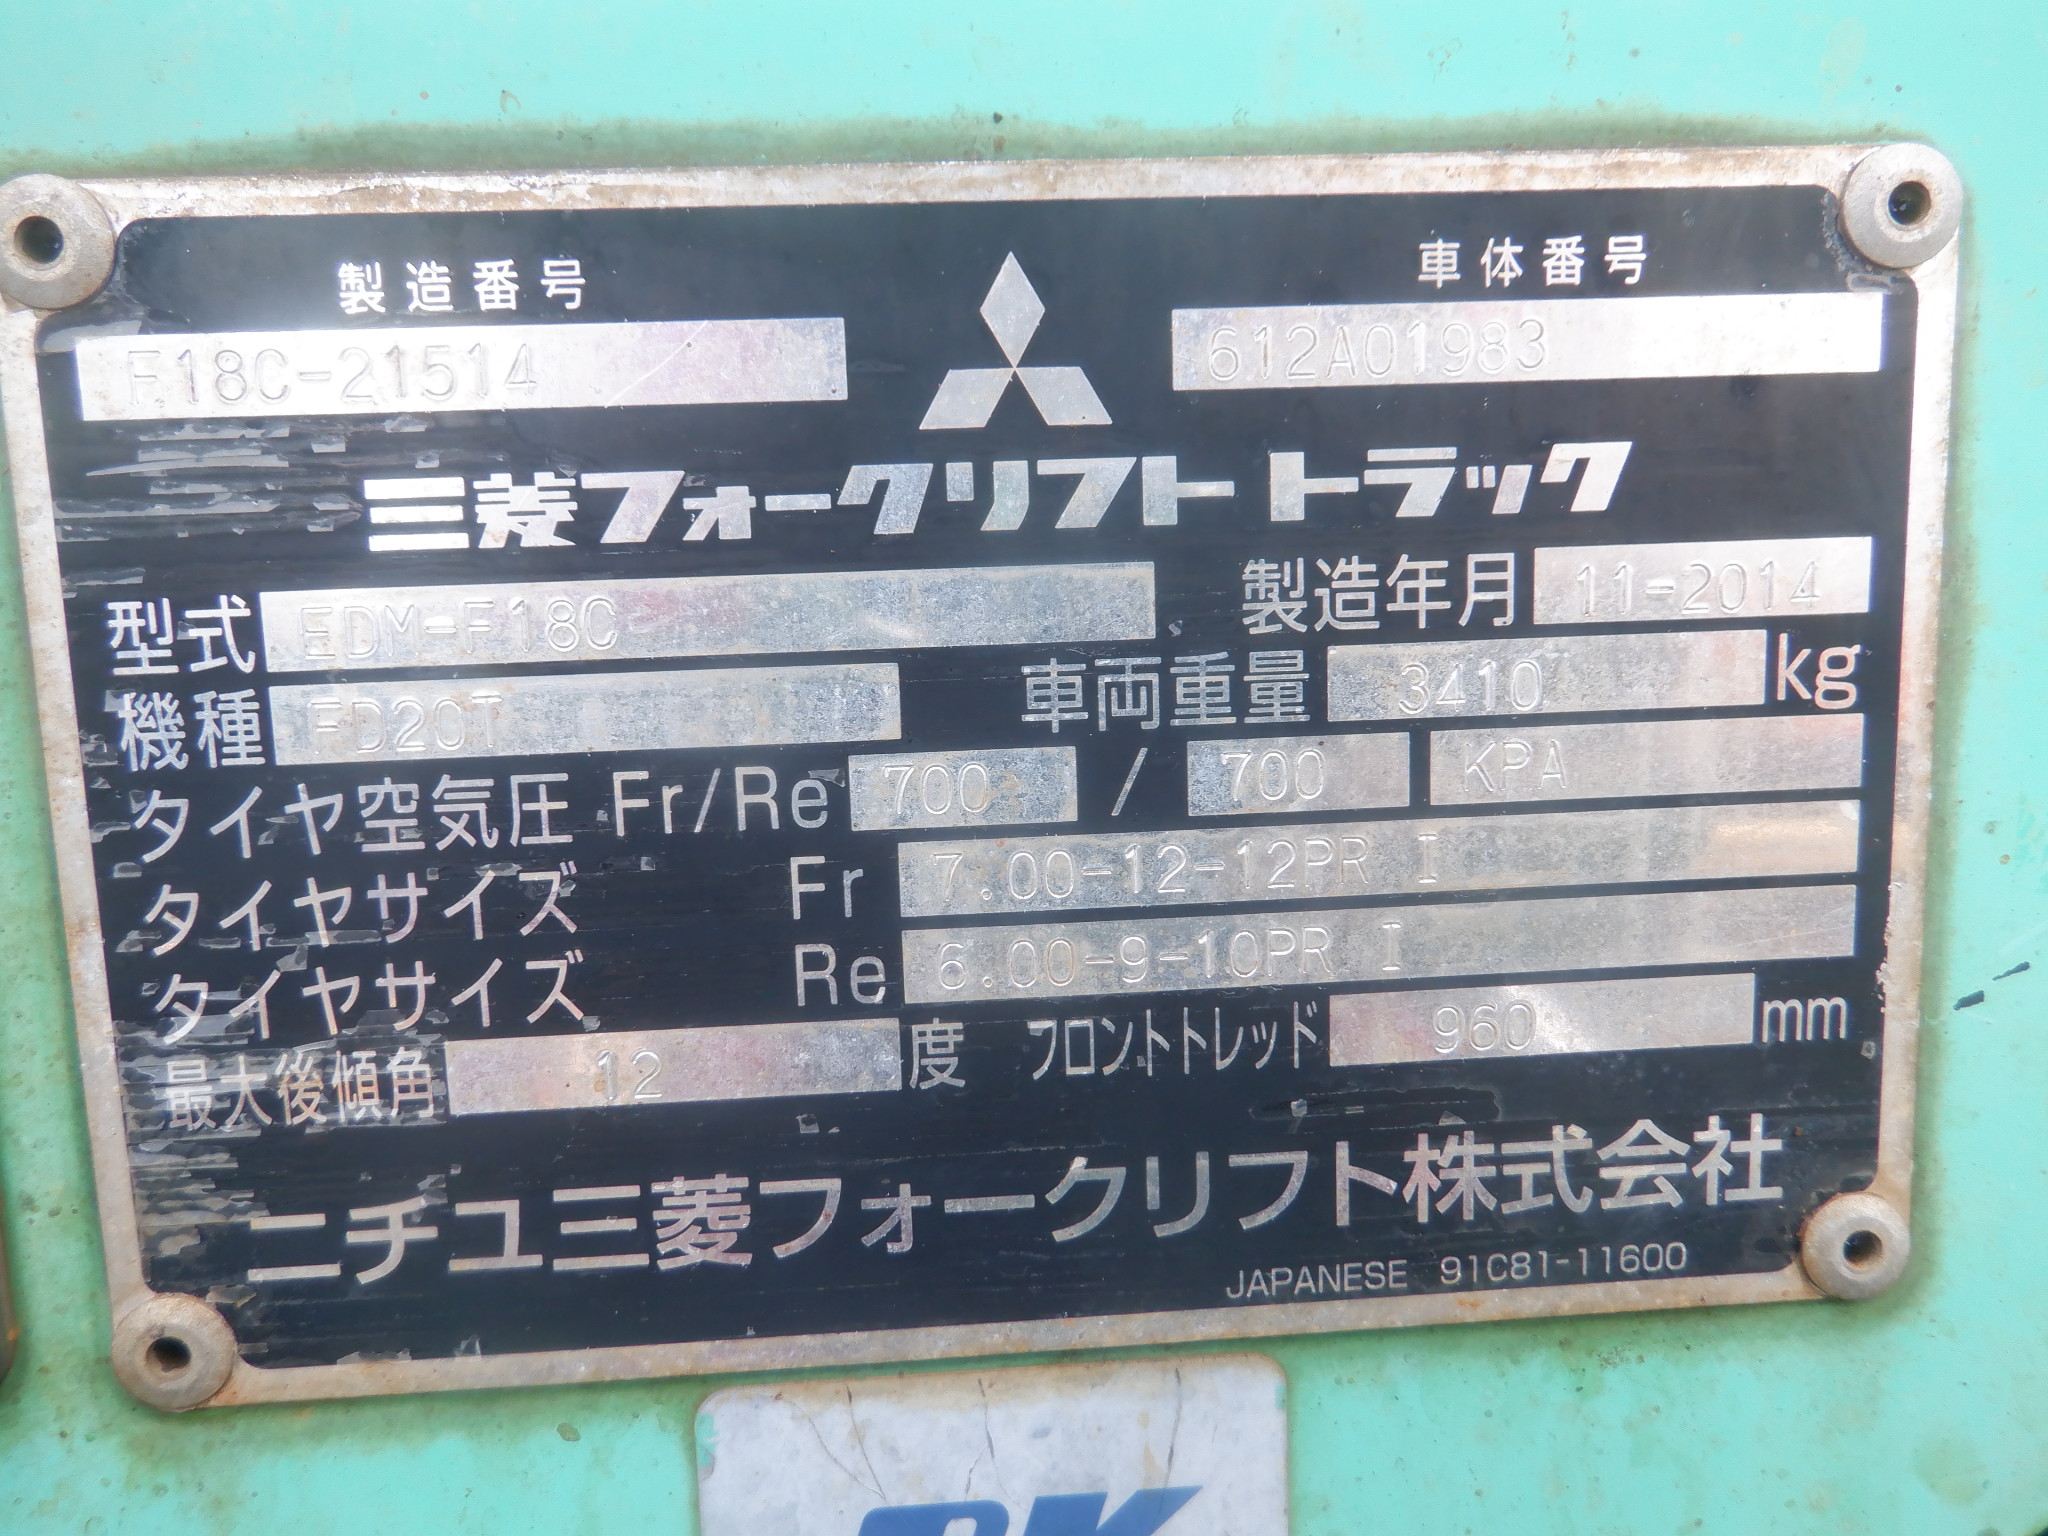 製造番号
車体番号
F18C-21514
612A01983
三菱フォークリフトトラック
型式 EDM-F18C 製造年月 11-2014
機種 FD20T 車両重量 3410 kg
タイヤ空気圧 Fr/Re 700 / 700 KPA
タイヤサイズ Fr 7.00-12-12PR I
タイヤサイズ Re 6.00-9-10PR I
最大後傾角 12 度 フロントトレッド 960 mm
ニチユ三菱フォークリフト株式会社
JAPANESE 91C81-11600